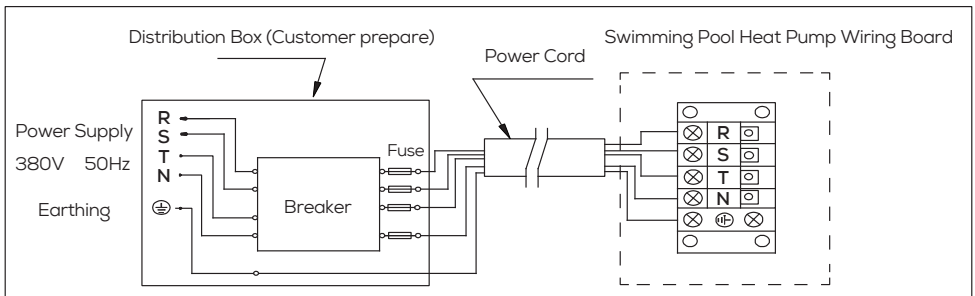 Distribution Box (Customer prepare)
Power Cord
Swimming Pool Heat Pump Wiring Board
Power Supply
380V 50Hz
Earthing
R
S
T
N
Breaker
Fuse
R
S
T
N